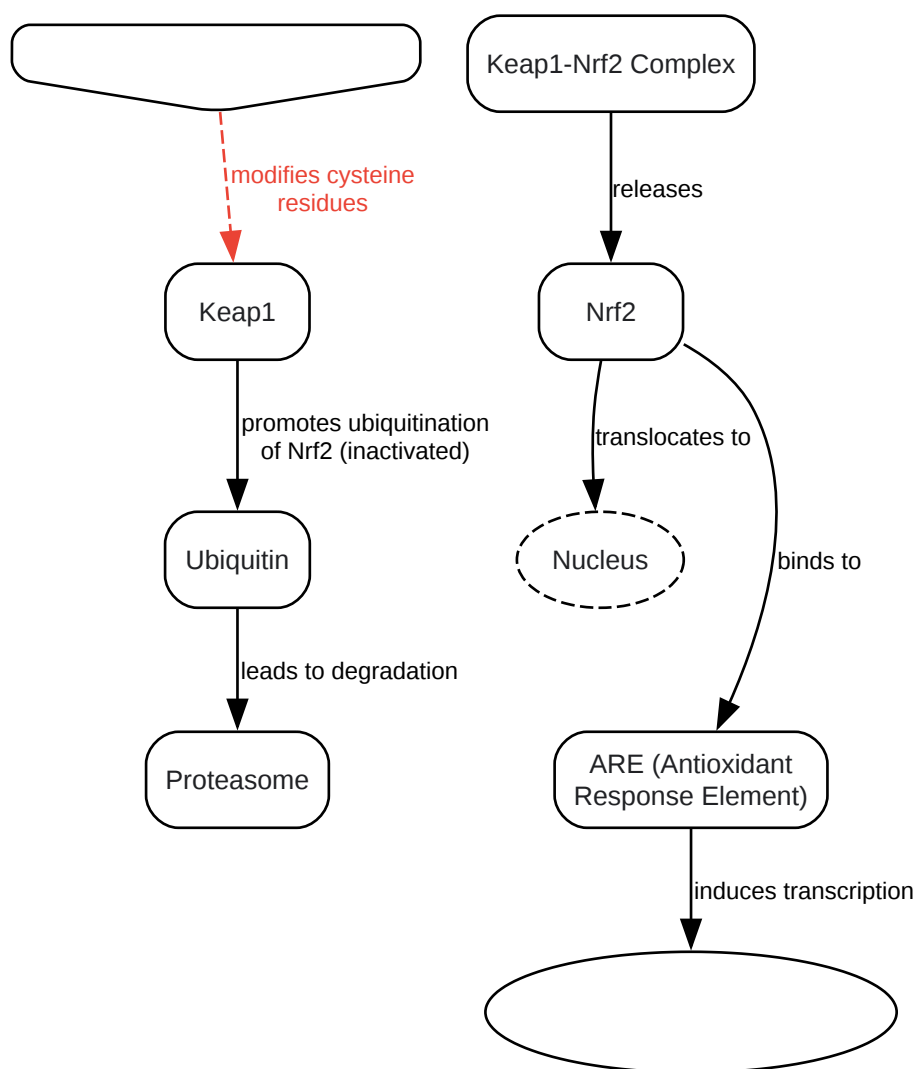 Keap1-Nrf2 Complex
modifies cysteine
residues
releases
Keap1
Nrf2
promotes ubiquitination
of Nrf2 (inactivated)
translocates to
Ubiquitin
Nucleus
binds to
leads to degradation
Proteasome
ARE (Antioxidant
Response Element)
induces transcription